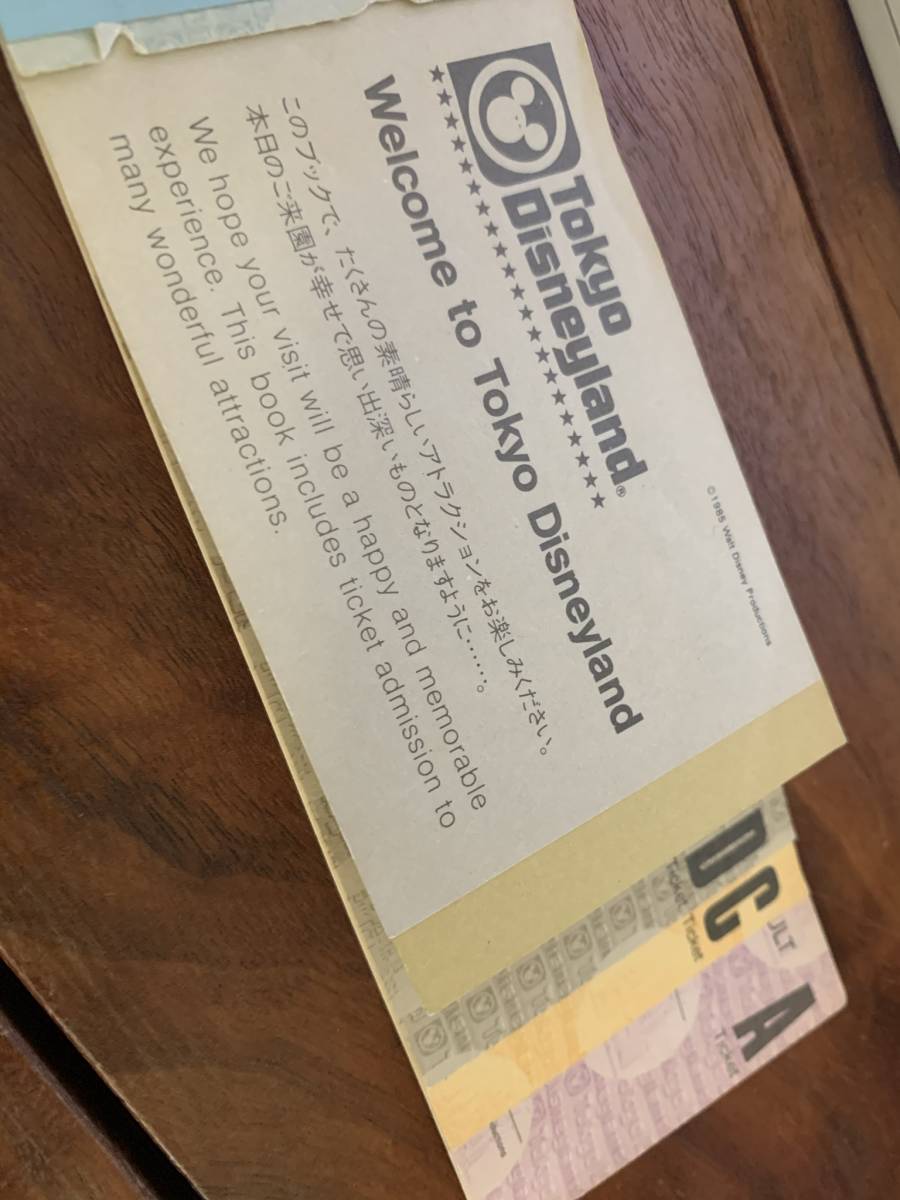 Tokyo
Disneyland®
★★★★★★★★★★★★★★★★★★★★
Welcome to Tokyo Disneyland
このブックで、たくさんの素晴らしいアトラクションをお楽しみください。
本日のご来園が幸せで思い出深いものとなりますように……。
We hope your visit will be a happy and memorable
experience. This book includes ticket admission to
many wonderful attractions.
©1985 Walt Disney Productions
D
Ticket
C
Ticket
JLT
A
Ticket